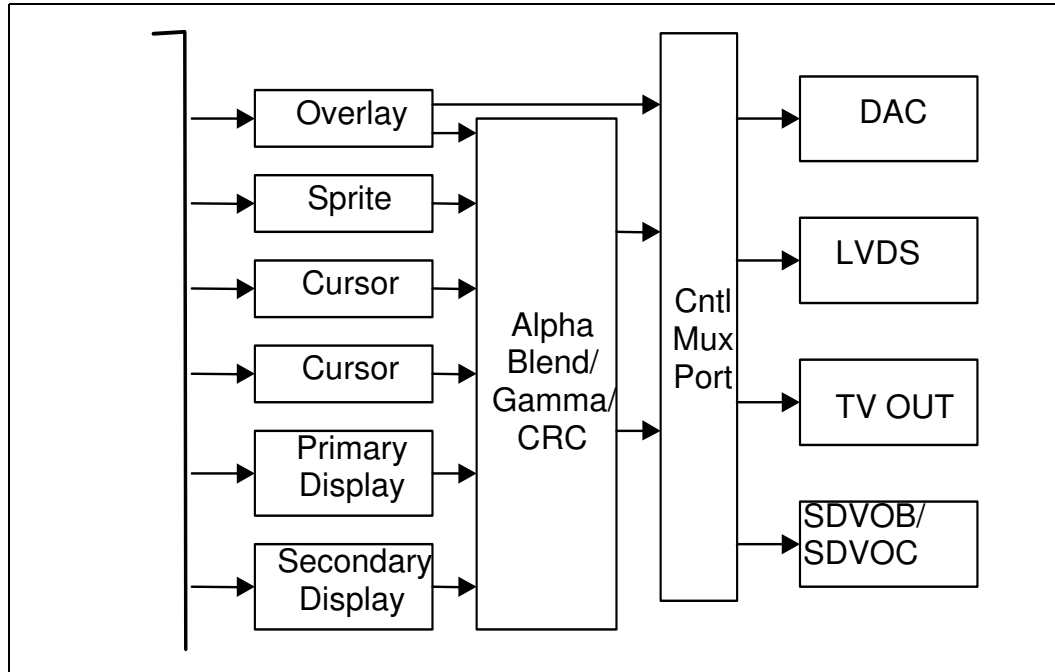 Overlay
Sprite
Cursor
Cursor
Primary
Display
Secondary
Display
Alpha
Blend/
Gamma/
CRC
Cntl
Mux
Port
DAC
LVDS
TV OUT
SDVOB/
SDVOC